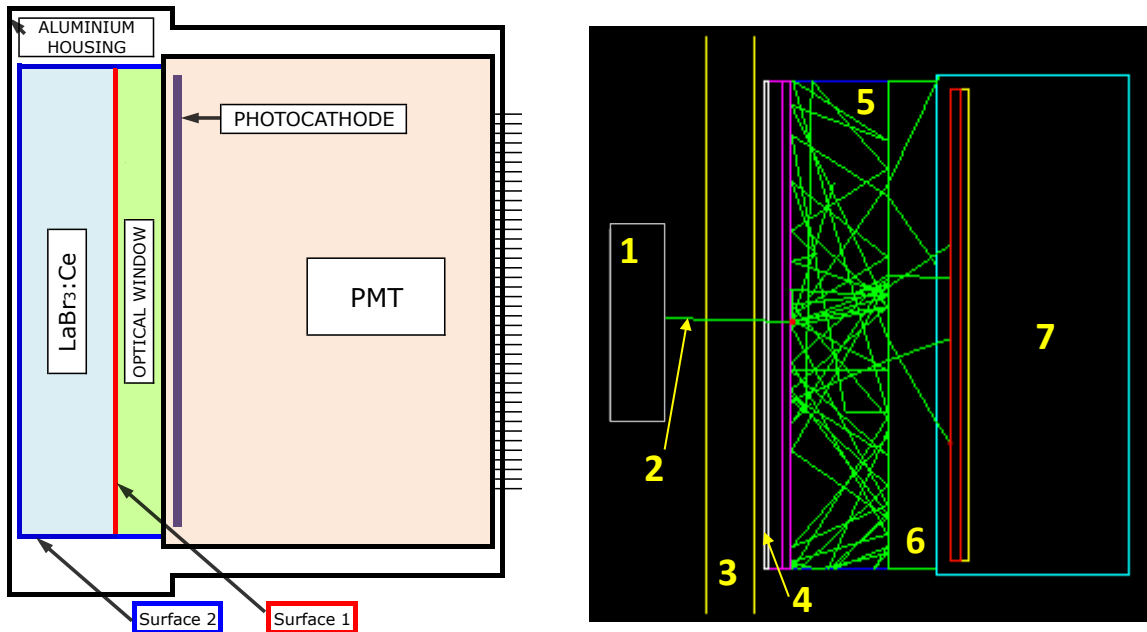 ALUMINIUM
HOUSING
PHOTOCATHODE
LaBr₃:Ce
OPTICAL WINDOW
PMT
Surface 2
Surface 1
1
2
3
4
5
6
7